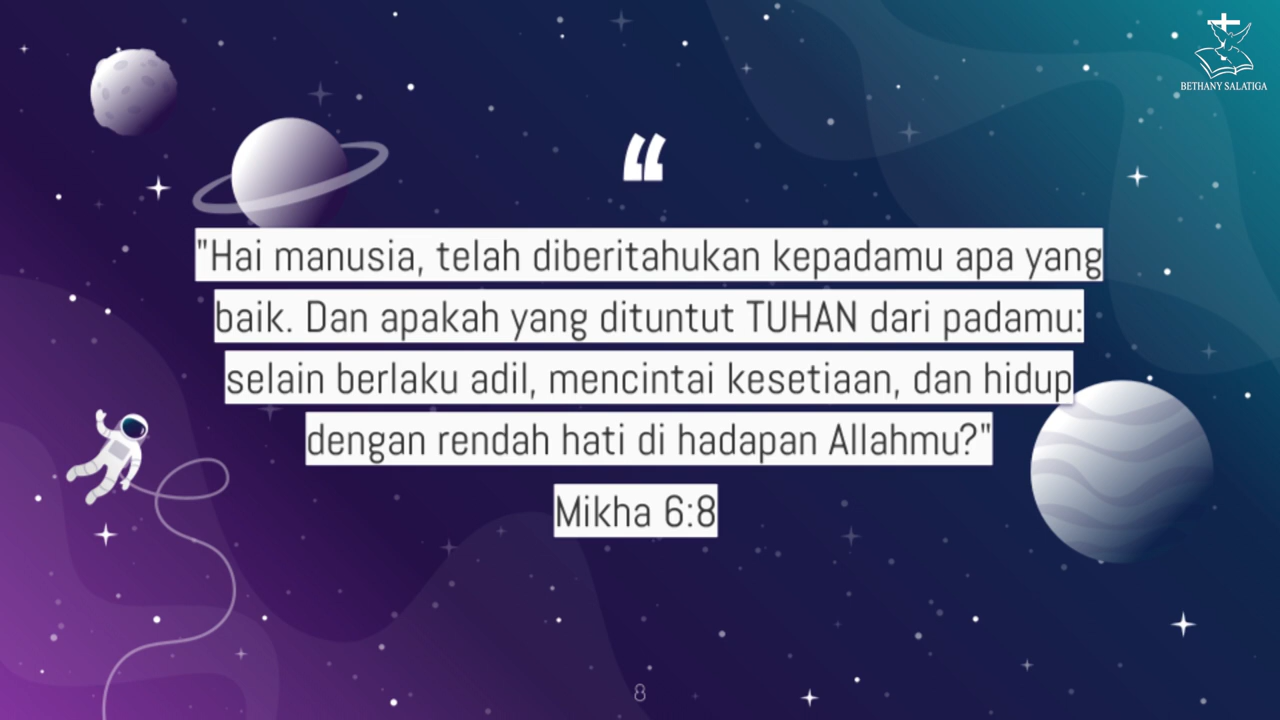 BETHANY SALATIGA
“
"Hai manusia, telah diberitahukan kepadamu apa yang
baik. Dan apakah yang dituntut TUHAN dari padamu:
selain berlaku adil, mencintai kesetiaan, dan hidup
dengan rendah hati di hadapan Allahmu?"
Mikha 6:8
8